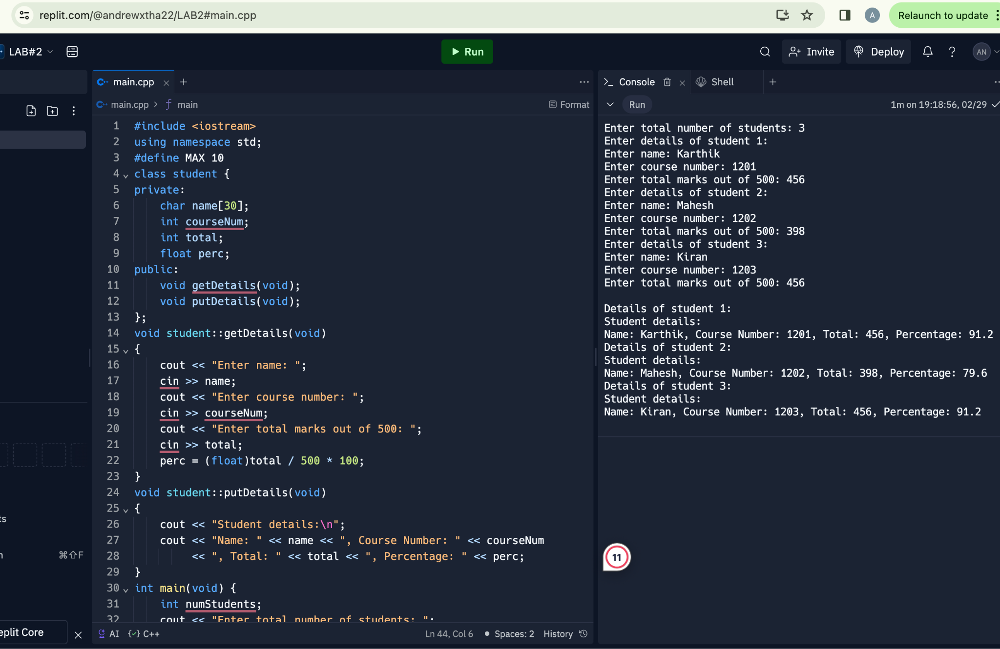 replit.com/@andrewxtha22/LAB2#main.cpp
A
Relaunch to update
LAB#2
Run
Invite
Deploy
AN
main.cpp
main.cpp > main
Format
1 #include <iostream>
2 using namespace std;
3 #define MAX 10
4 class student {
5 private:
6 char name[30];
7 int courseNum;
8 int total;
9 float perc;
10 public:
11 void getDetails(void);
12 void putDetails(void);
13 };
14 void student::getDetails(void)
15 {
16 cout << "Enter name: ";
17 cin >> name;
18 cout << "Enter course number: ";
19 cin >> courseNum;
20 cout << "Enter total marks out of 500: ";
21 cin >> total;
22 perc = (float)total / 500 * 100;
23 }
24 void student::putDetails(void)
25 {
26 cout << "Student details:\n";
27 cout << "Name: " << name << ", Course Number: " << courseNum
28 << ", Total: " << total << ", Percentage: " << perc;
29 }
30 int main(void) {
31 int numStudents;
32 cout << "Enter total number of students: ";
AI
C++
Ln 44, Col 6
Spaces: 2
History
ts
n
⌘⇧F
eplit Core
Console
Shell
Run
1m on 19:18:56, 02/29
Enter total number of students: 3
Enter details of student 1:
Enter name: Karthik
Enter course number: 1201
Enter total marks out of 500: 456
Enter details of student 2:
Enter name: Mahesh
Enter course number: 1202
Enter total marks out of 500: 398
Enter details of student 3:
Enter name: Kiran
Enter course number: 1203
Enter total marks out of 500: 456
Details of student 1:
Student details:
Name: Karthik, Course Number: 1201, Total: 456, Percentage: 91.2
Details of student 2:
Student details:
Name: Mahesh, Course Number: 1202, Total: 398, Percentage: 79.6
Details of student 3:
Student details:
Name: Kiran, Course Number: 1203, Total: 456, Percentage: 91.2
11